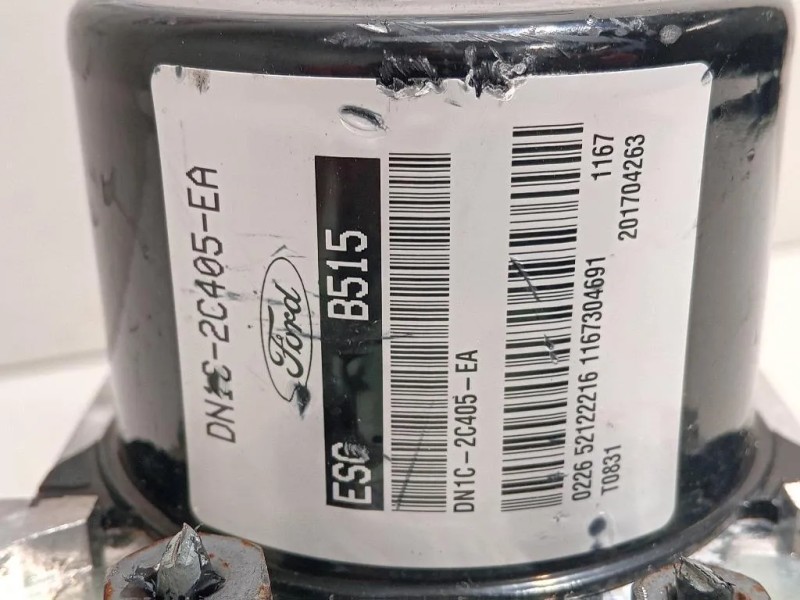 DN1C-2C405-EA
Ford
ESC B515
DN1C-2C405-EA
0226 52122216 1167304691 1167
T0831 201704263